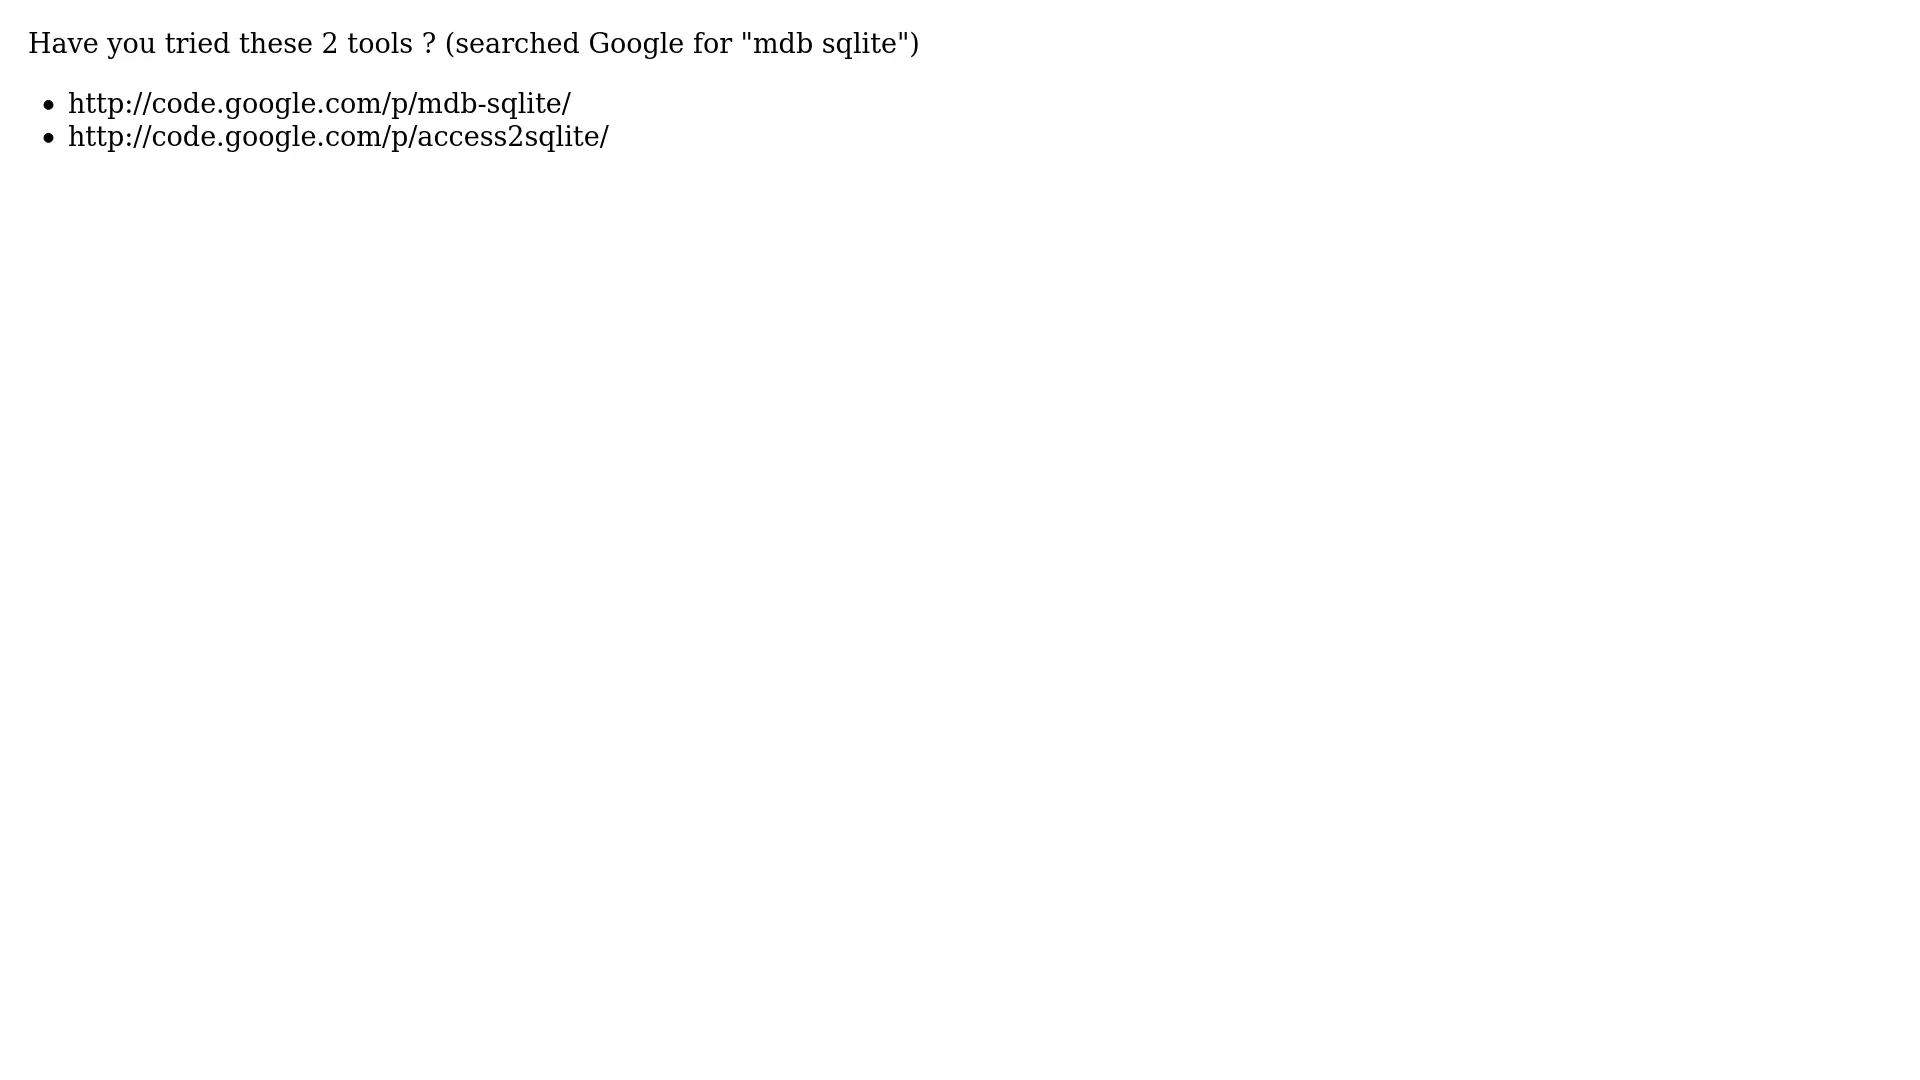 Have you tried these 2 tools ? (searched Google for "mdb sqlite")
• http://code.google.com/p/mdb-sqlite/
• http://code.google.com/p/access2sqlite/